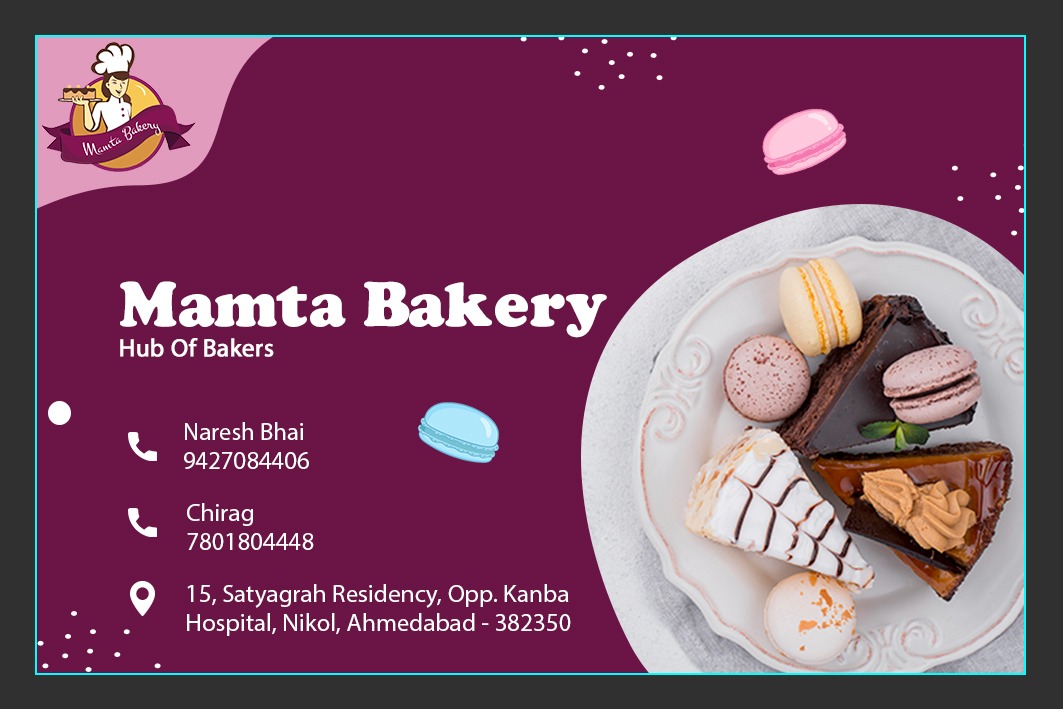 Mamta Bakery
Mamta Bakery
Hub Of Bakers
Naresh Bhai
9427084406
Chirag
7801804448
15, Satyagrah Residency, Opp. Kanba
Hospital, Nikol, Ahmedabad - 382350